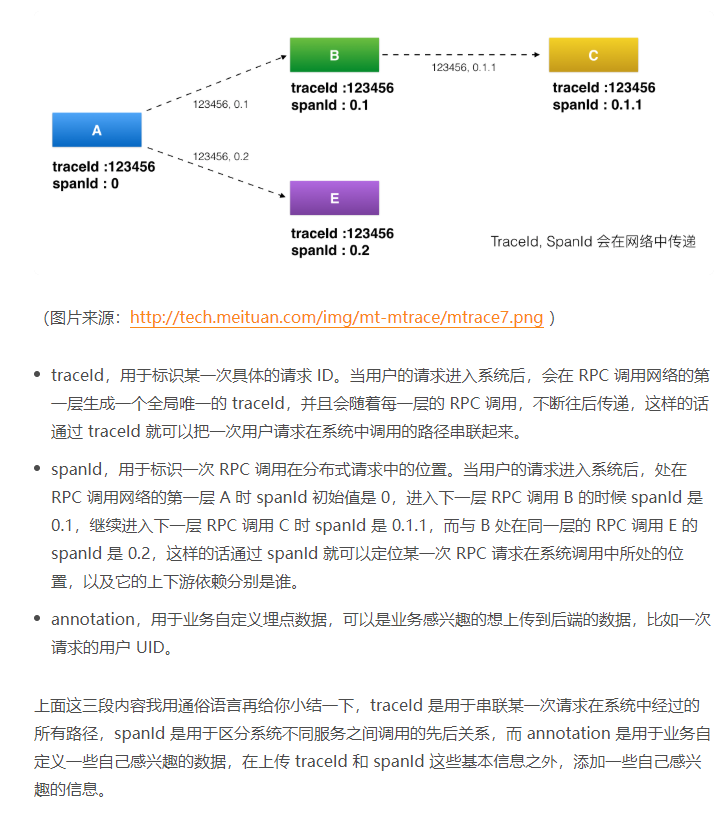 B
C
123456, 0.1.1
traceId :123456
spanId : 0.1
traceId :123456
spanId : 0.1.1
123456, 0.1
A
123456, 0.2
traceId :123456
spanId : 0
E
traceId :123456
spanId : 0.2
TraceId, SpanId 会在网络中传递
（图片来源：http://tech.meituan.com/img/mt-mtrace/mtrace7.png ）
• traceId，用于标识某一次具体的请求 ID。当用户的请求进入系统后，会在 RPC 调用网络的第
一层生成一个全局唯一的 traceId，并且会随着每一层的 RPC 调用，不断往后传递，这样的话
通过 traceId 就可以把一次用户请求在系统中调用的路径串联起来。
• spanId，用于标识一次 RPC 调用在分布式请求中的位置。当用户的请求进入系统后，处在
RPC 调用网络的第一层 A 时 spanId 初始值是 0，进入下一层 RPC 调用 B 的时候 spanId 是
0.1，继续进入下一层 RPC 调用 C 时 spanId 是 0.1.1，而与 B 处在同一层的 RPC 调用 E 的
spanId 是 0.2，这样的话通过 spanId 就可以定位某一次 RPC 请求在系统调用中所处的位
置，以及它的上下游依赖分别是谁。
• annotation，用于业务自定义埋点数据，可以是业务感兴趣的想上传到后端的数据，比如一次
请求的用户 UID。
上面这三段内容我用通俗语言再给你小结一下，traceId 是用于串联某一次请求在系统中经过的
所有路径，spanId 是用于区分系统不同服务之间调用的先后关系，而 annotation 是用于业务自
定义一些自己感兴趣的数据，在上传 traceId 和 spanId 这些基本信息之外，添加一些自己感兴
趣的信息。